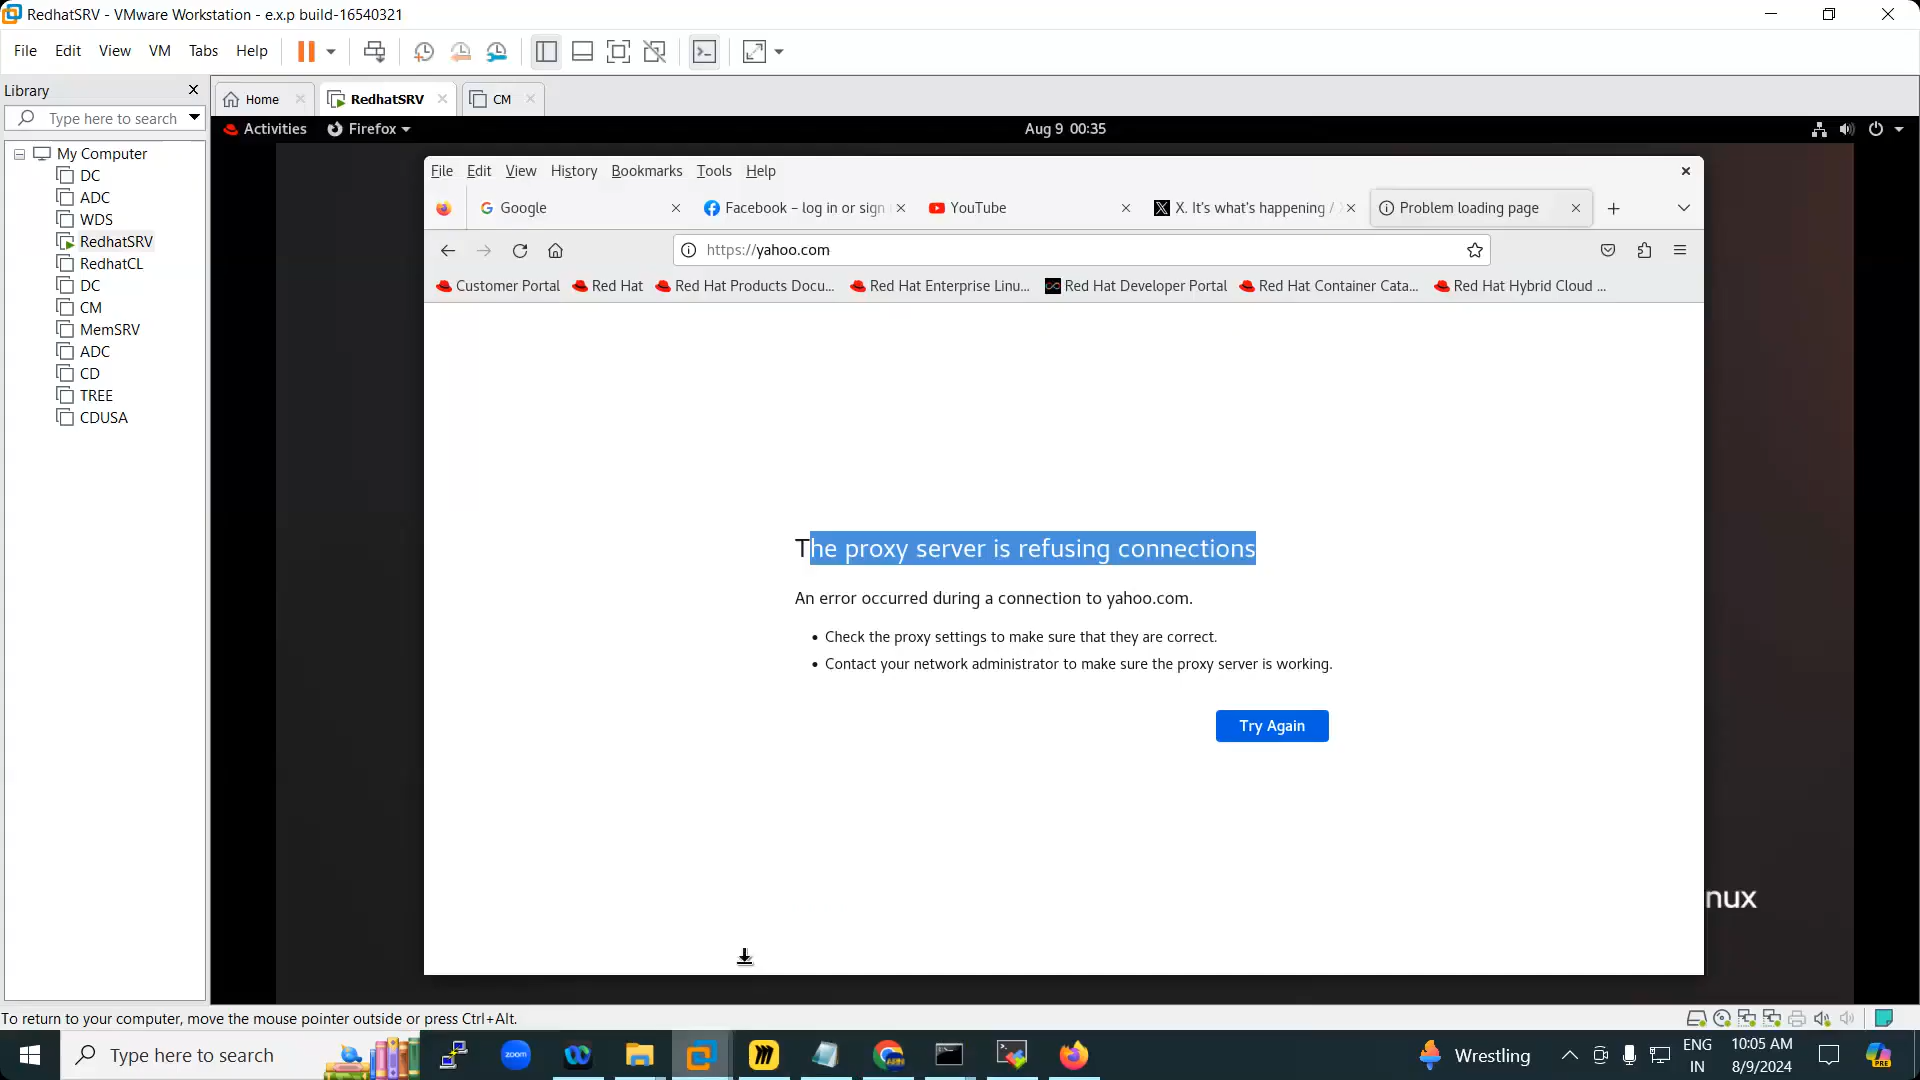 RedhatSRV - VMware Workstation - e.x.p build-16540321
File Edit View VM Tabs Help
Library
Home
RedhatSRV
CM
Type here to search
My Computer
DC
ADC
WDS
RedhatSRV
RedhatCL
DC
CM
MemSRV
ADC
CD
TREE
CDUSA
Activities Firefox Aug 9 00:35
File Edit View History Bookmarks Tools Help
Google
Facebook – log in or sign
YouTube
X. It's what's happening /
Problem loading page
https://yahoo.com
Customer Portal Red Hat Red Hat Products Docu... Red Hat Enterprise Linu... Red Hat Developer Portal Red Hat Container Cata... Red Hat Hybrid Cloud ...
The proxy server is refusing connections
An error occurred during a connection to yahoo.com.
• Check the proxy settings to make sure that they are correct.
• Contact your network administrator to make sure the proxy server is working.
Try Again
nux
To return to your computer, move the mouse pointer outside or press Ctrl+Alt.
Type here to search
zoom
Wrestling
ENG
IN
10:05 AM
8/9/2024
PRE